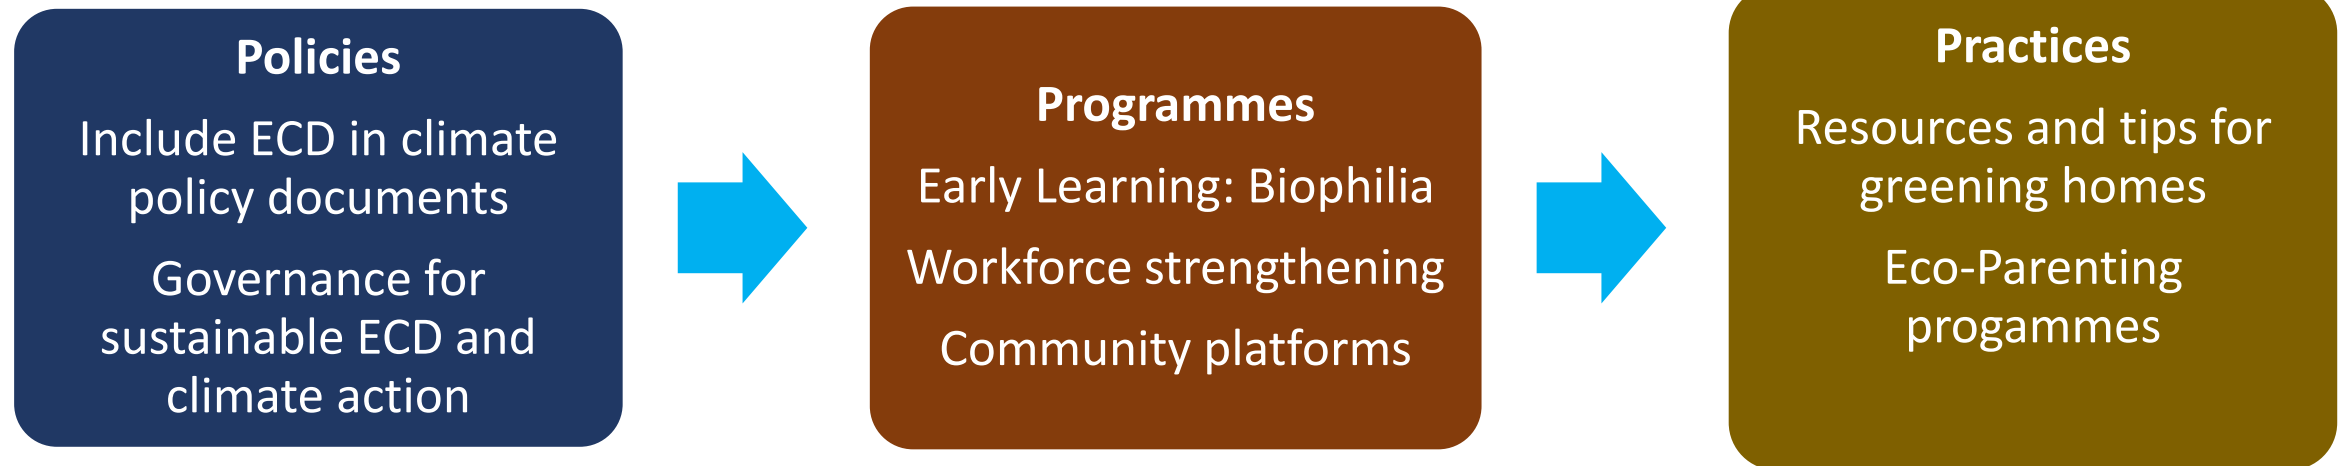 Policies
Include ECD in climate
policy documents
Governance for
sustainable ECD and
climate action
Programmes
Early Learning: Biophilia
Workforce strengthening
Community platforms
Practices
Resources and tips for
greening homes
Eco-Parenting
progammes